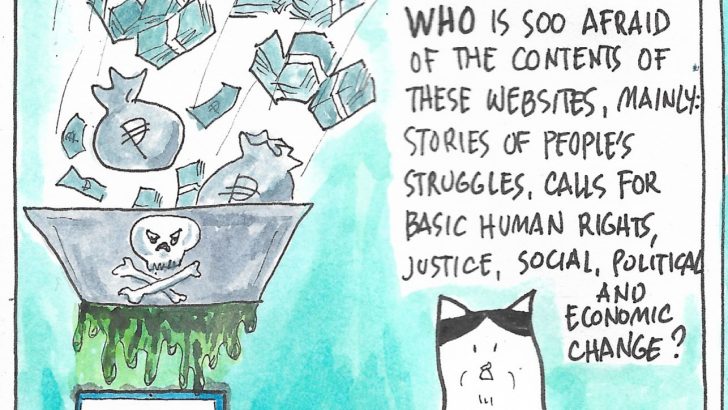 WHO IS SOO AFRAID
OF THE CONTENTS OF
THESE WEBSITES, MAINLY:
STORIES OF PEOPLE'S
STRUGGLES, CALLS FOR
BASIC HUMAN RIGHTS,
JUSTICE, SOCIAL, POLITICAL
AND
ECONOMIC
CHANGE?
₱
₱